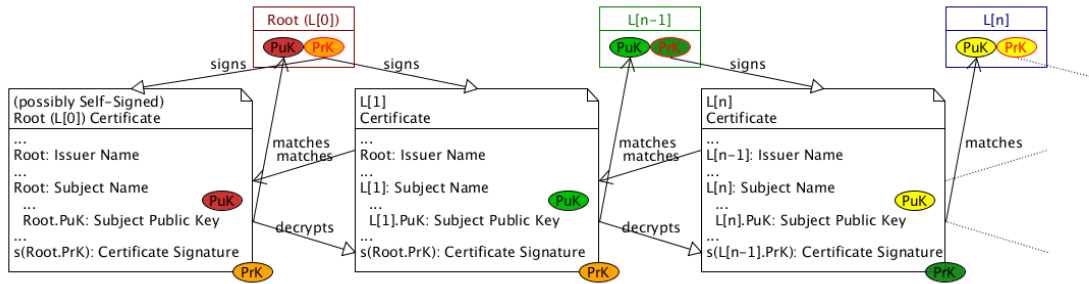 Root (L[0])
L[n-1]
L[n]
PuK PrK
PuK PrK
PuK PrK
signs
signs
signs
(possibly Self-Signed)
Root (L[0]) Certificate
...
Root: Issuer Name
...
Root: Subject Name
...
PuK
Root.PuK: Subject Public Key
...
s(Root.PrK): Certificate Signature
PrK
matches
matches
decrypts
L[1]
Certificate
...
Root: Issuer Name
...
L[1]: Subject Name
...
PuK
L[1].PuK: Subject Public Key
...
s(Root.PrK): Certificate Signature
PrK
matches
matches
decrypts
L[n]
Certificate
...
L[n-1]: Issuer Name
...
L[n]: Subject Name
...
PuK
L[n].PuK: Subject Public Key
...
s(L[n-1].PrK): Certificate Signature
PrK
matches